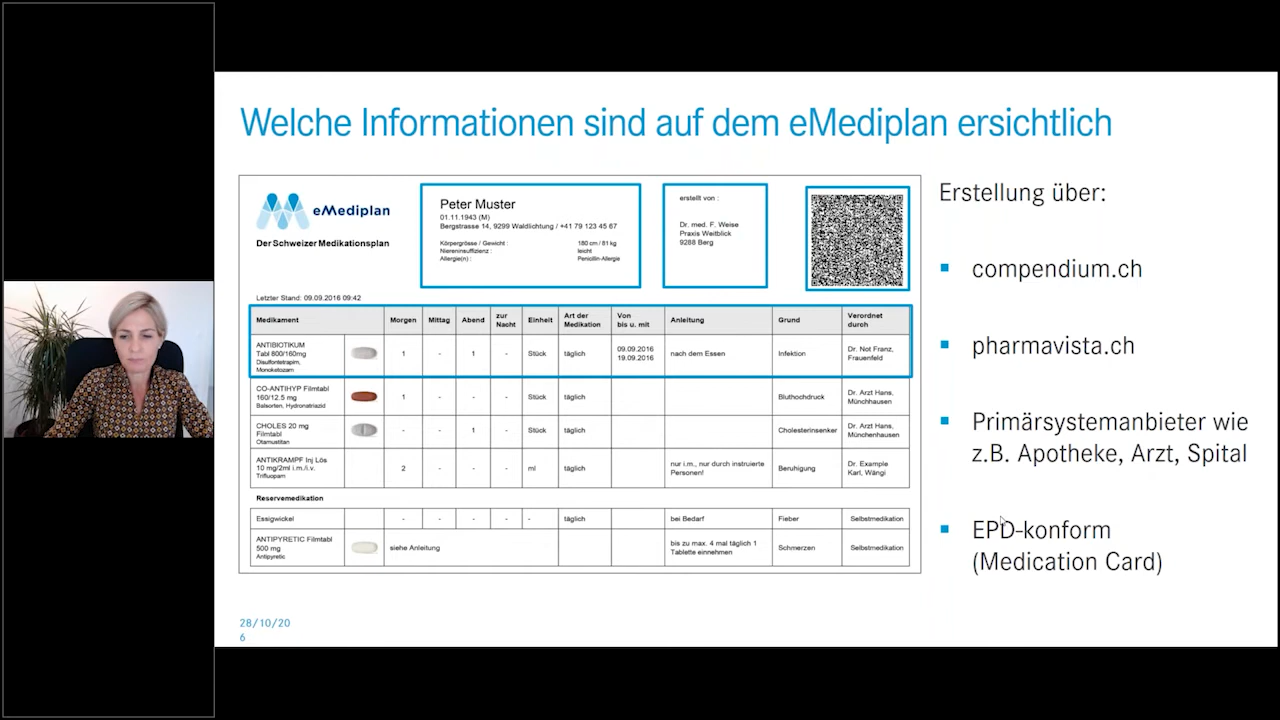 Welche Informationen sind auf dem eMediplan ersichtlich
eMediplan
Der Schweizer Medikationsplan
Peter Muster
01.11.1943 (M)
Bergstrasse 14, 9299 Waldlichtung / +41 79 123 45 67
Körpergrösse / Gewicht : 180 cm / 81 kg
Niereninsuffizienz : leicht
Allergie(n) : Penicillin-Allergie
erstellt von :
Dr. med. F. Weise
Praxis Weitblick
9288 Berg
Letzter Stand: 09.09.2016 09:42
Medikament Morgen Mittag Abend zur Nacht Einheit Art der Medikation Von bis u. mit Anleitung Grund Verordnet durch
ANTIBIOTIKUM
Tabl 800/160mg
Disulfontetrapim,
Monoketozam
1 - 1 - Stück täglich 09.09.2016 19.09.2016 nach dem Essen Infektion Dr. Not Franz, Frauenfeld
CO-ANTIHYP Filmtabl
160/12.5 mg
Balsorten, Hydronatriazid
1 - - - Stück täglich Bluthochdruck Dr. Arzt Hans, Münchhausen
CHOLES 20 mg
Filmtabl
Otamustitan
- - 1 - Stück täglich Cholesterinsenker Dr. Arzt Hans, Münchenhausen
ANTIKRAMPF Inj Lös
10 mg/2ml i.m./i.v.
Trifluopam
2 - - - ml täglich nur i.m., nur durch instruierte Personen! Beruhigung Dr. Example Karl, Wängi
Reservemedikation
Essigwickel - - - - - täglich bei Bedarf Fieber Selbstmedikation
ANTIPYRETIC Filmtabl
500 mg
Antipyretic
siehe Anleitung bis zu max. 4 mal täglich 1 Tablette einnehmen Schmerzen Selbstmedikation
Erstellung über:
compendium.ch
pharmavista.ch
Primärsystemanbieter wie
z.B. Apotheke, Arzt, Spital
EPD-konform
(Medication Card)
28/10/20
6